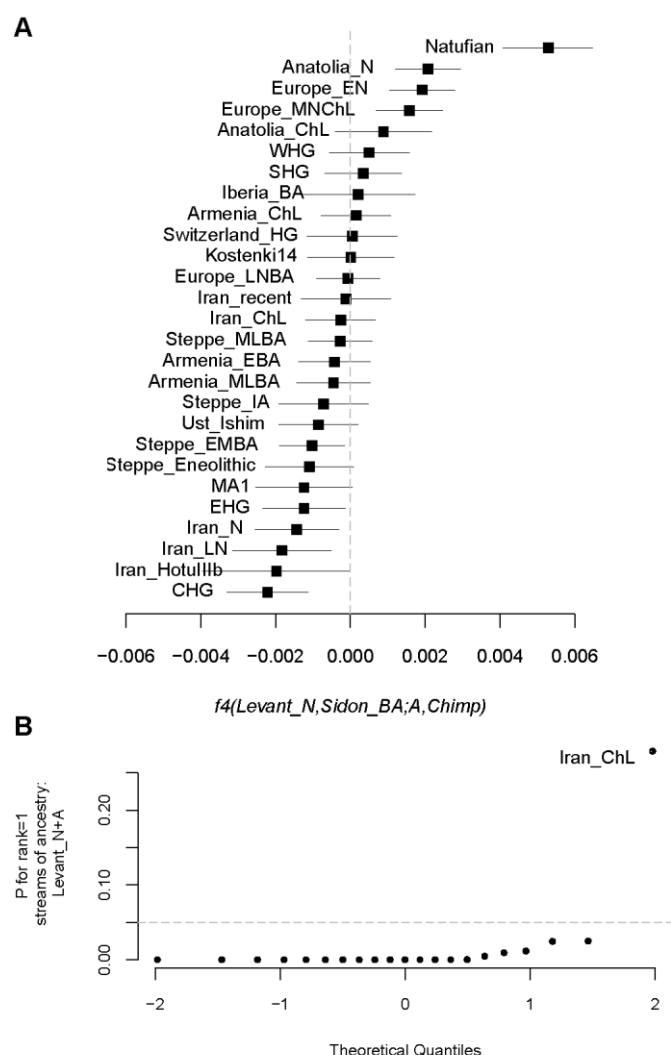 A
Natufian
Anatolia_N
Europe_EN
Europe_MNChL
Anatolia_ChL
WHG
SHG
Iberia_BA
Armenia_ChL
Switzerland_HG
Kostenki14
Europe_LNBA
Iran_recent
Iran_ChL
Steppe_MLBA
Armenia_EBA
Armenia_MLBA
Steppe_IA
Ust_Ishim
Steppe_EMBA
Steppe_Eneolithic
MA1
EHG
Iran_N
Iran_LN
Iran_HotuIIIb
CHG
−0.006 −0.004 −0.002 0.000 0.002 0.004 0.006
f4(Levant_N,Sidon_BA;A,Chimp)
B
Iran_ChL
P for rank=1
streams of ancestry:
Levant_N+A
0.20
0.10
0.00
−2 −1 0 1 2
Theoretical Quantiles